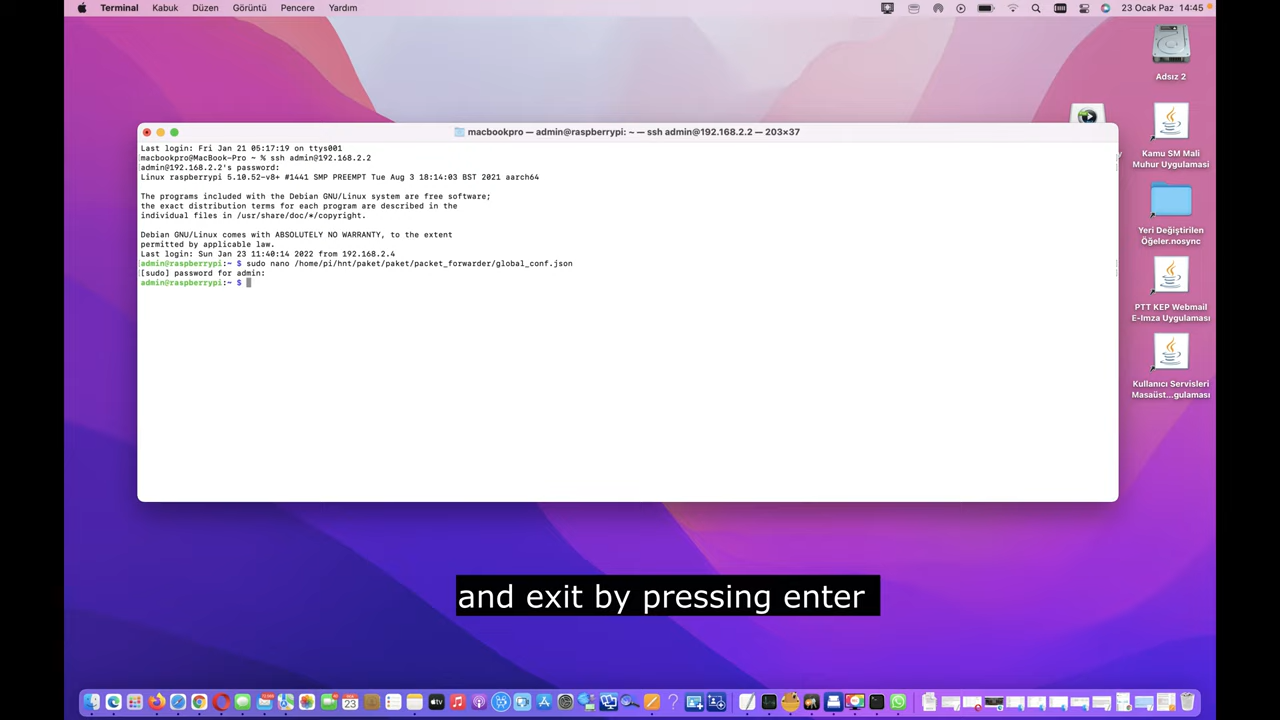 Terminal Kabuk Düzen Görüntü Pencere Yardım 23 Ocak Paz 14:45
Adsız 2
macbookpro — admin@raspberrypi: ~ — ssh admin@192.168.2.2 — 203×37
Last login: Fri Jan 21 05:17:19 on ttys001
macbookpro@MacBook-Pro ~ % ssh admin@192.168.2.2
admin@192.168.2.2's password:
Linux raspberrypi 5.10.52-v8+ #1441 SMP PREEMPT Tue Aug 3 18:14:03 BST 2021 aarch64
The programs included with the Debian GNU/Linux system are free software;
the exact distribution terms for each program are described in the
individual files in /usr/share/doc/*/copyright.
Debian GNU/Linux comes with ABSOLUTELY NO WARRANTY, to the extent
permitted by applicable law.
Last login: Sun Jan 23 11:40:14 2022 from 192.168.2.4
admin@raspberrypi:~ $ sudo nano /home/pi/hnt/paket/paket/packet_forwarder/global_conf.json
[sudo] password for admin:
admin@raspberrypi:~ $
Kamu SM Mali
Muhur Uygulaması
Yeri Değiştirilen
Öğeler.nosync
PTT KEP Webmail
E-Imza Uygulaması
Kullanıcı Servisleri
Masaüst...gulaması
and exit by pressing enter
23